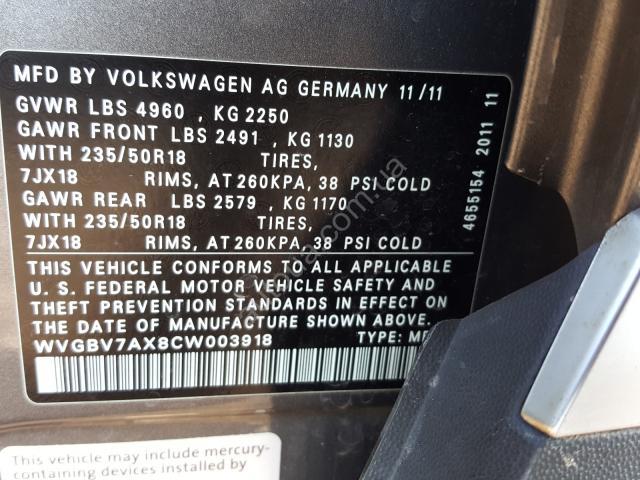 MFD BY VOLKSWAGEN AG GERMANY 11/11
GVWR LBS 4960 , KG 2250
GAWR FRONT LBS 2491 , KG 1130
WITH 235/50R18 TIRES,
7JX18 RIMS, AT 260KPA, 38 PSI COLD
GAWR REAR LBS 2579 , KG 1170
WITH 235/50R18 TIRES,
7JX18 RIMS, AT 260KPA, 38 PSI COLD
THIS VEHICLE CONFORMS TO ALL APPLICABLE
U. S. FEDERAL MOTOR VEHICLE SAFETY AND
THEFT PREVENTION STANDARDS IN EFFECT ON
THE DATE OF MANUFACTURE SHOWN ABOVE.
WVGBV7AX8CW003918 TYPE:
4655154 2011 11
This vehicle may include mercury-
containing devices installed by